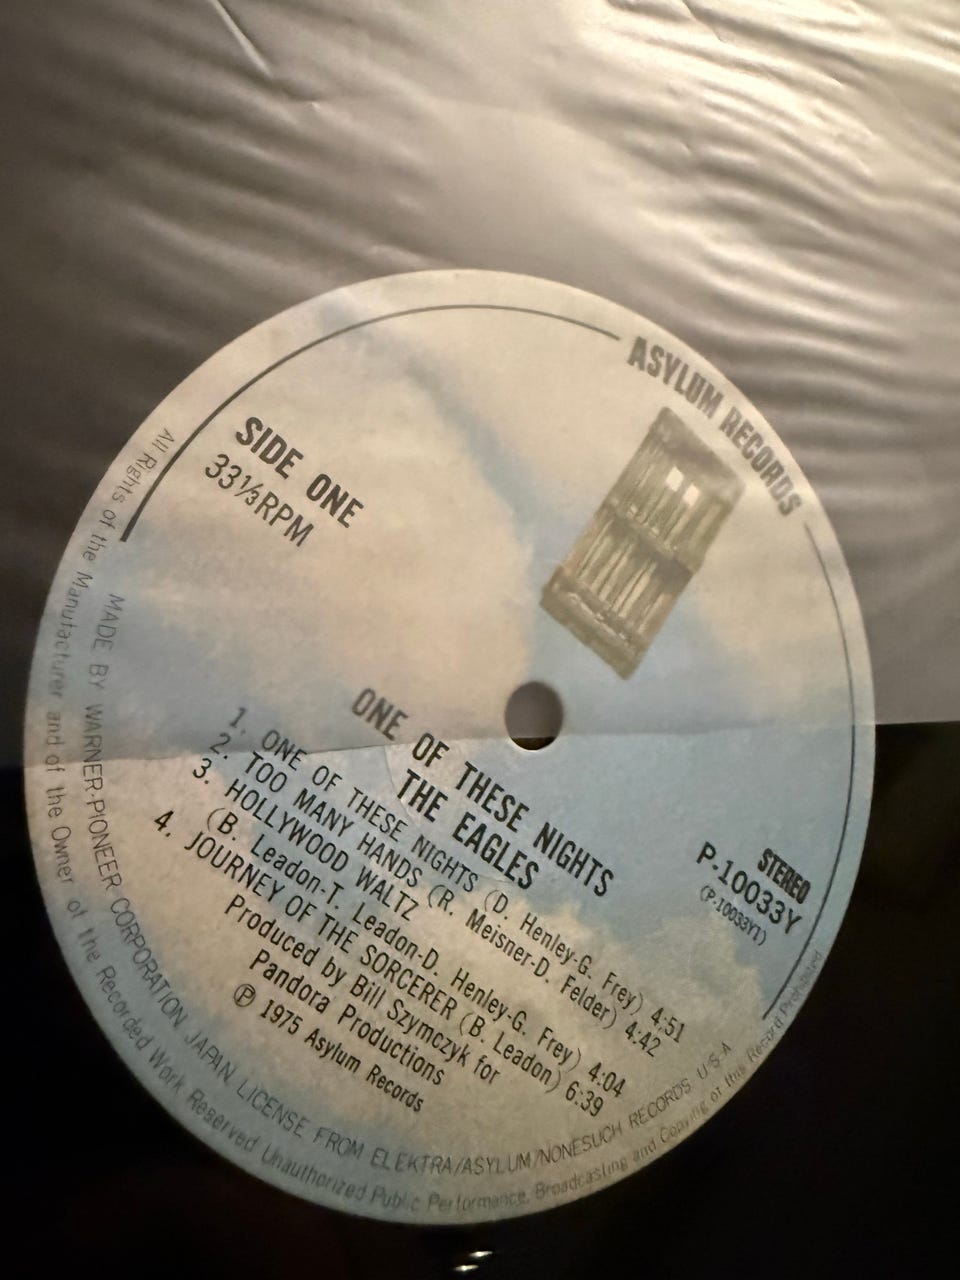 ASYLUM RECORDS
SIDE ONE
33⅓RPM
STEREO
P-10033Y
(P-10033Y1)
ONE OF THESE NIGHTS
THE EAGLES
1. ONE OF THESE NIGHTS (D. Henley-G. Frey) 4:51
2. TOO MANY HANDS (R. Meisner-D. Felder) 4:42
3. HOLLYWOOD WALTZ
(B. Leadon-T. Leadon-D. Henley-G. Frey) 4:04
4. JOURNEY OF THE SORCERER (B. Leadon) 6:39
Produced by Bill Szymczyk for
Pandora Productions
Ⓟ 1975 Asylum Records
MADE BY WARNER-PIONEER CORPORATION, JAPAN. LICENSE FROM ELEKTRA/ASYLUM/NONESUCH RECORDS U·S·A
All Rights of the Manufacturer and of the Owner of the Recorded Work Reserved Unauthorized Public Performance, Broadcasting and Copying of this Record Prohibited